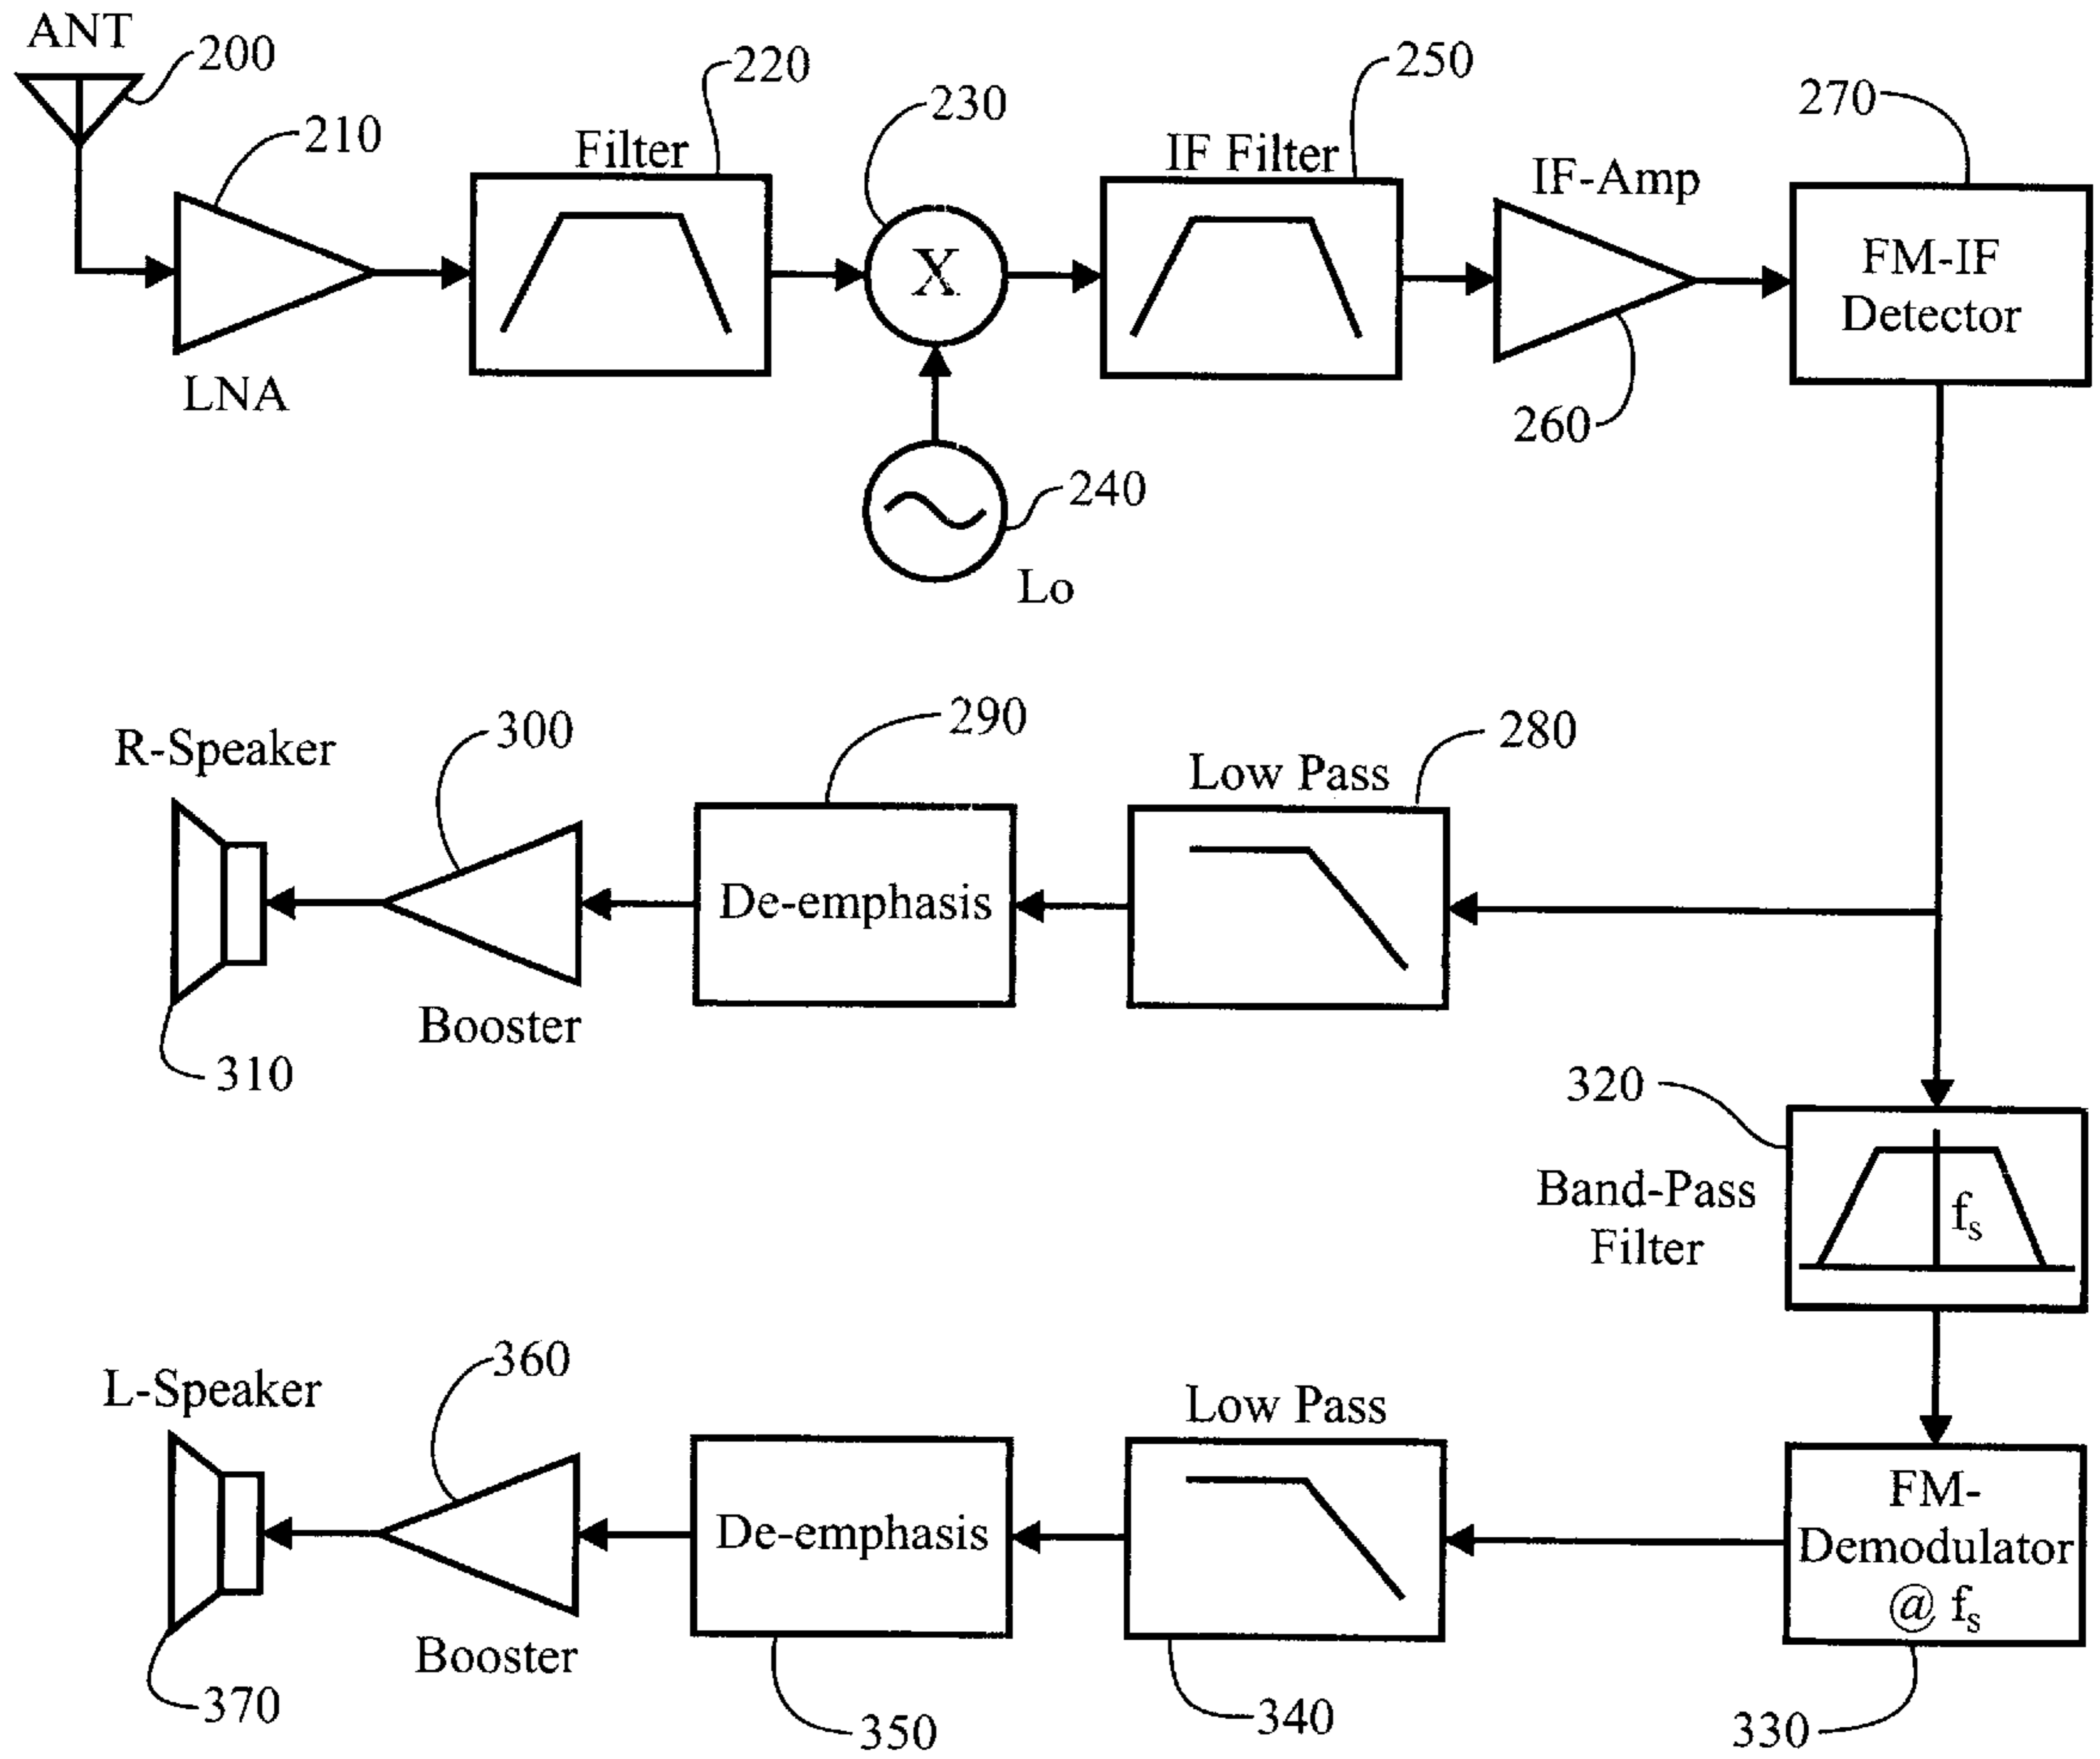 ANT
200
210
LNA
Filter
220
230
X
240
Lo
IF Filter
250
IF-Amp
260
270
FM-IF
Detector
R-Speaker
310
300
Booster
290
De-emphasis
Low Pass
280
320
Band-Pass
Filter
fs
L-Speaker
370
360
Booster
De-emphasis
350
Low Pass
340
FM-
Demodulator
@ fs
330